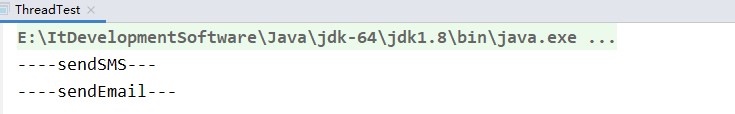 ThreadTest
E:\ItDevelopmentSoftware\Java\jdk-64\jdk1.8\bin\java.exe ...
----sendSMS---
----sendEmail---